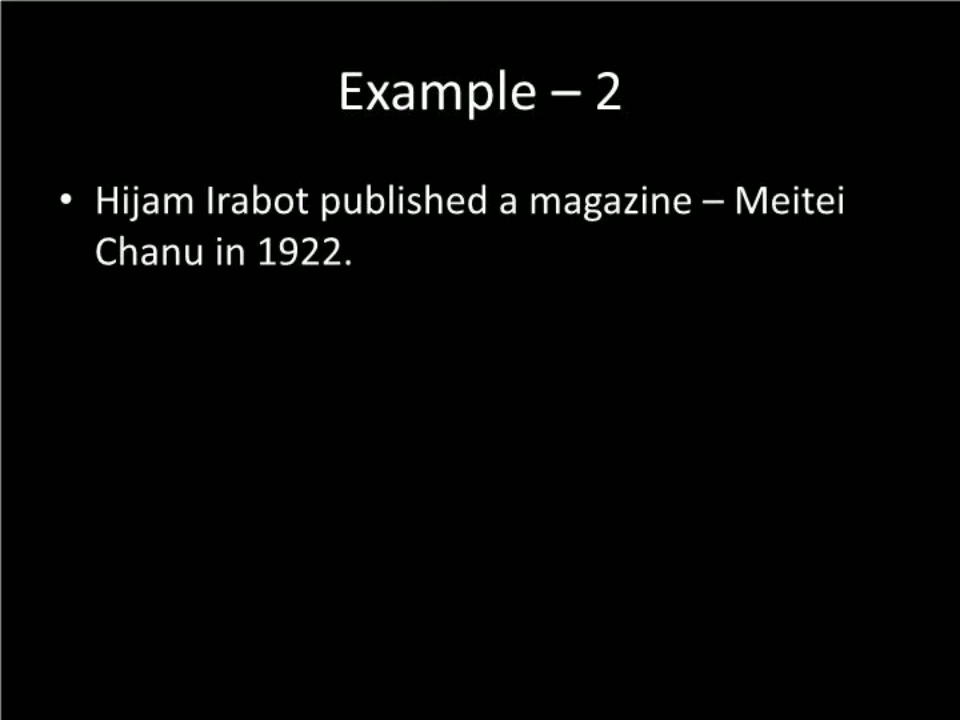 Example – 2
• Hijam Irabot published a magazine – Meitei
Chanu in 1922.